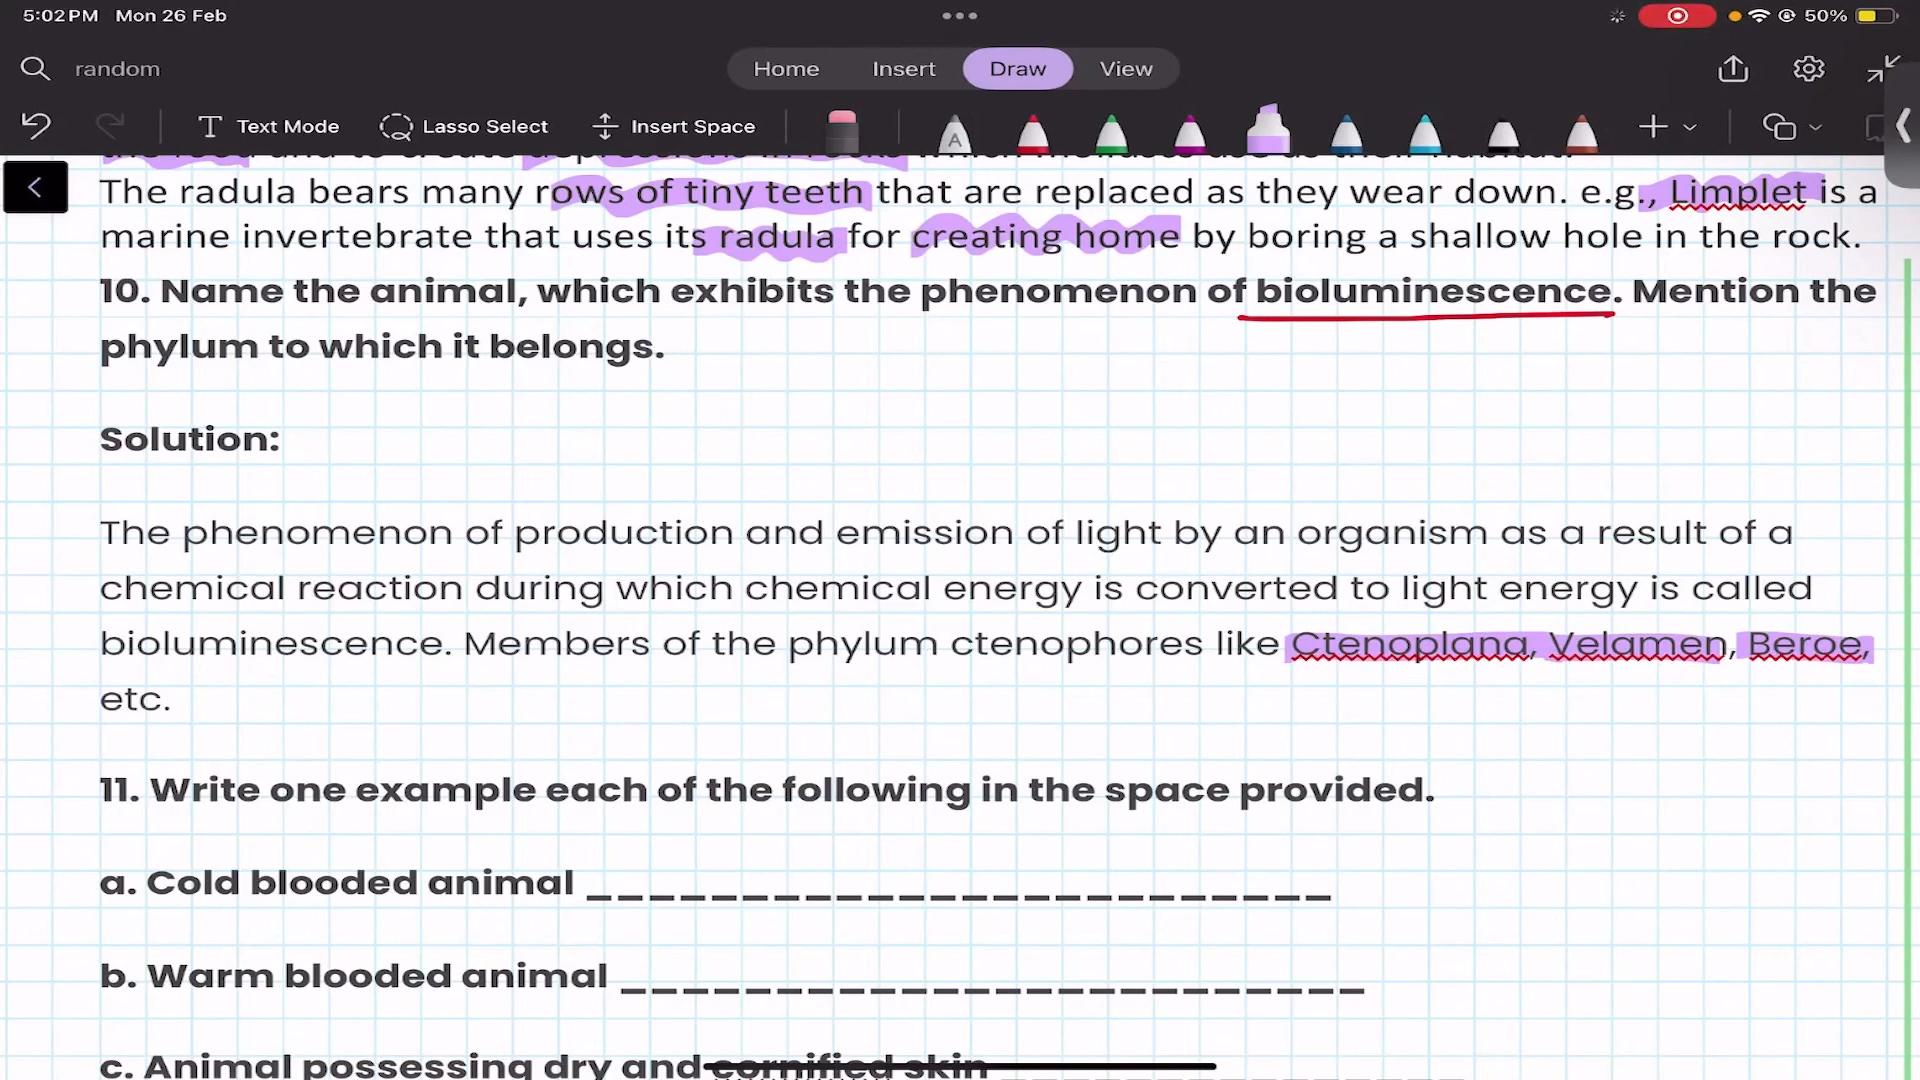 5:02 PM Mon 26 Feb
50%
random
Home Insert Draw View
Text Mode Lasso Select Insert Space
A
The radula bears many rows of tiny teeth that are replaced as they wear down. e.g., Limplet is a
marine invertebrate that uses its radula for creating home by boring a shallow hole in the rock.
10. Name the animal, which exhibits the phenomenon of bioluminescence. Mention the
phylum to which it belongs.
Solution:
The phenomenon of production and emission of light by an organism as a result of a
chemical reaction during which chemical energy is converted to light energy is called
bioluminescence. Members of the phylum ctenophores like Ctenoplana, Velamen, Beroe,
etc.
11. Write one example each of the following in the space provided.
a. Cold blooded animal ________________________
b. Warm blooded animal ________________________
c. Animal possessing dry and cornified skin _______________